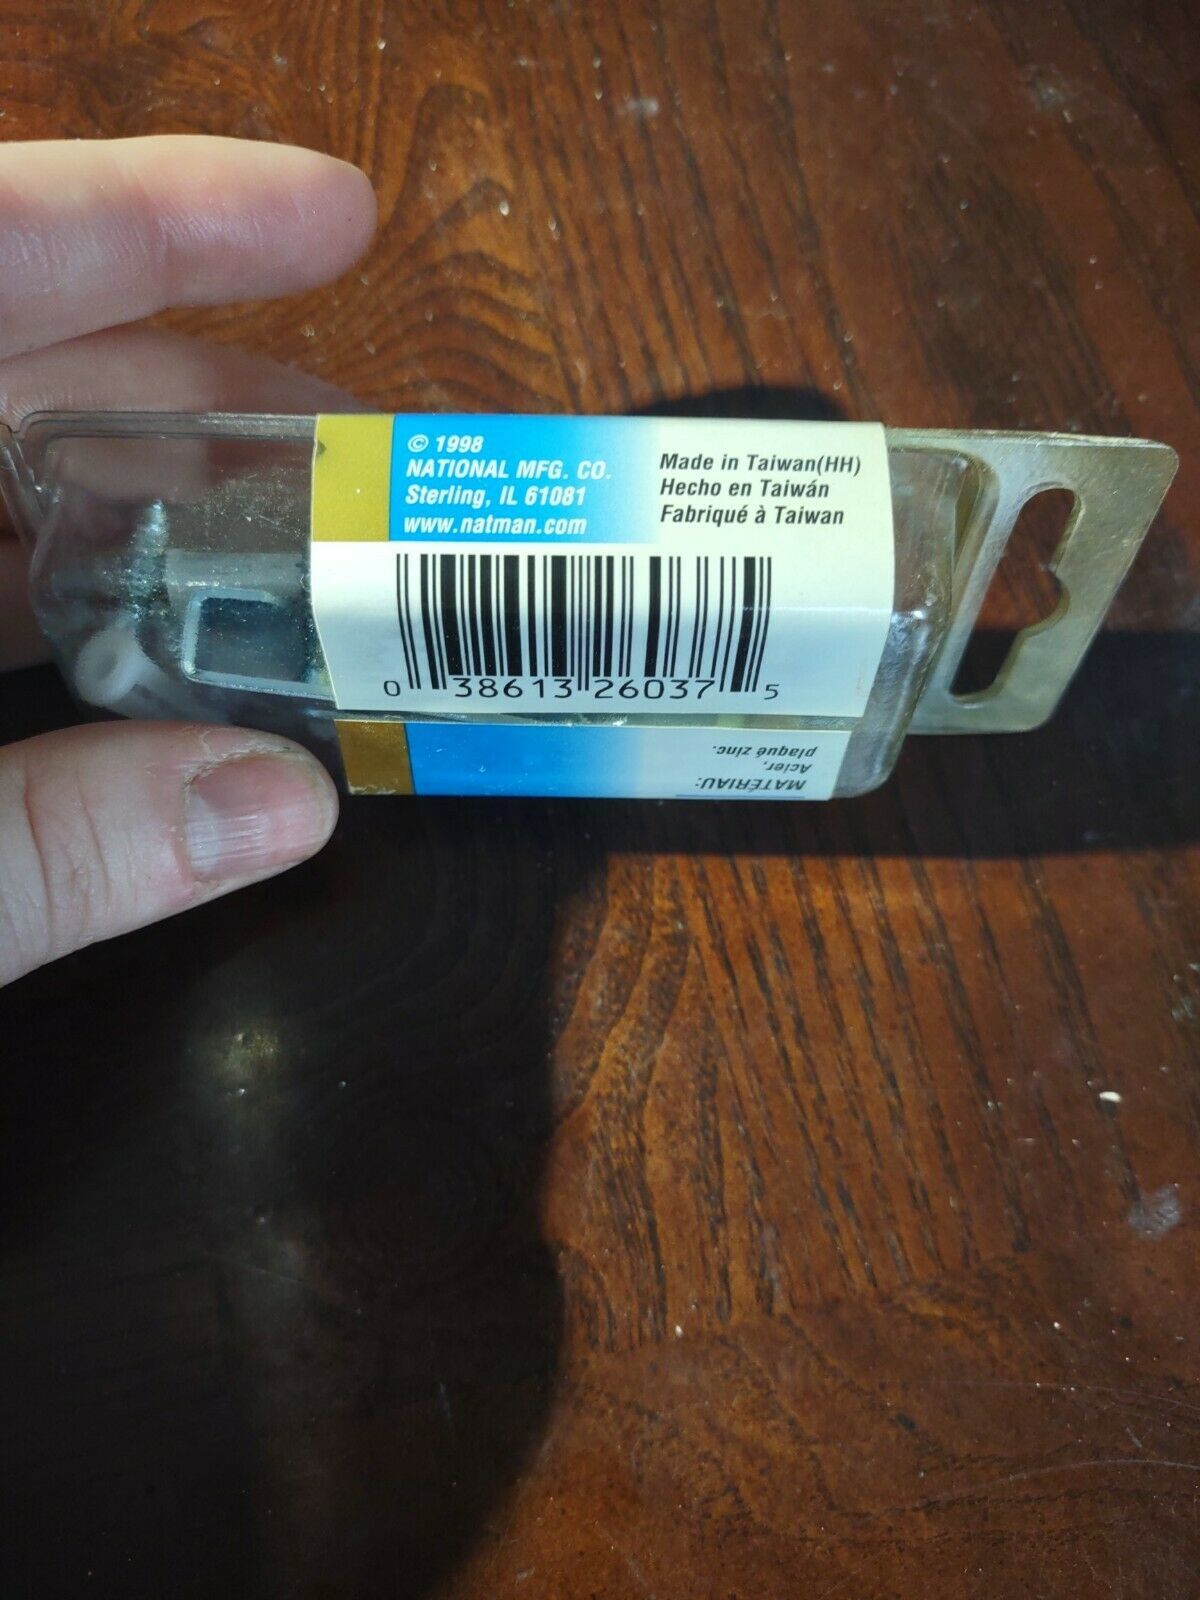 © 1998
NATIONAL MFG. CO.
Sterling, IL 61081
www.natman.com
Made in Taiwan(HH)
Hecho en Taiwán
Fabriqué à Taiwan
0 38613 26037 5
MATÉRIAU:
Acier,
plaqué zinc.